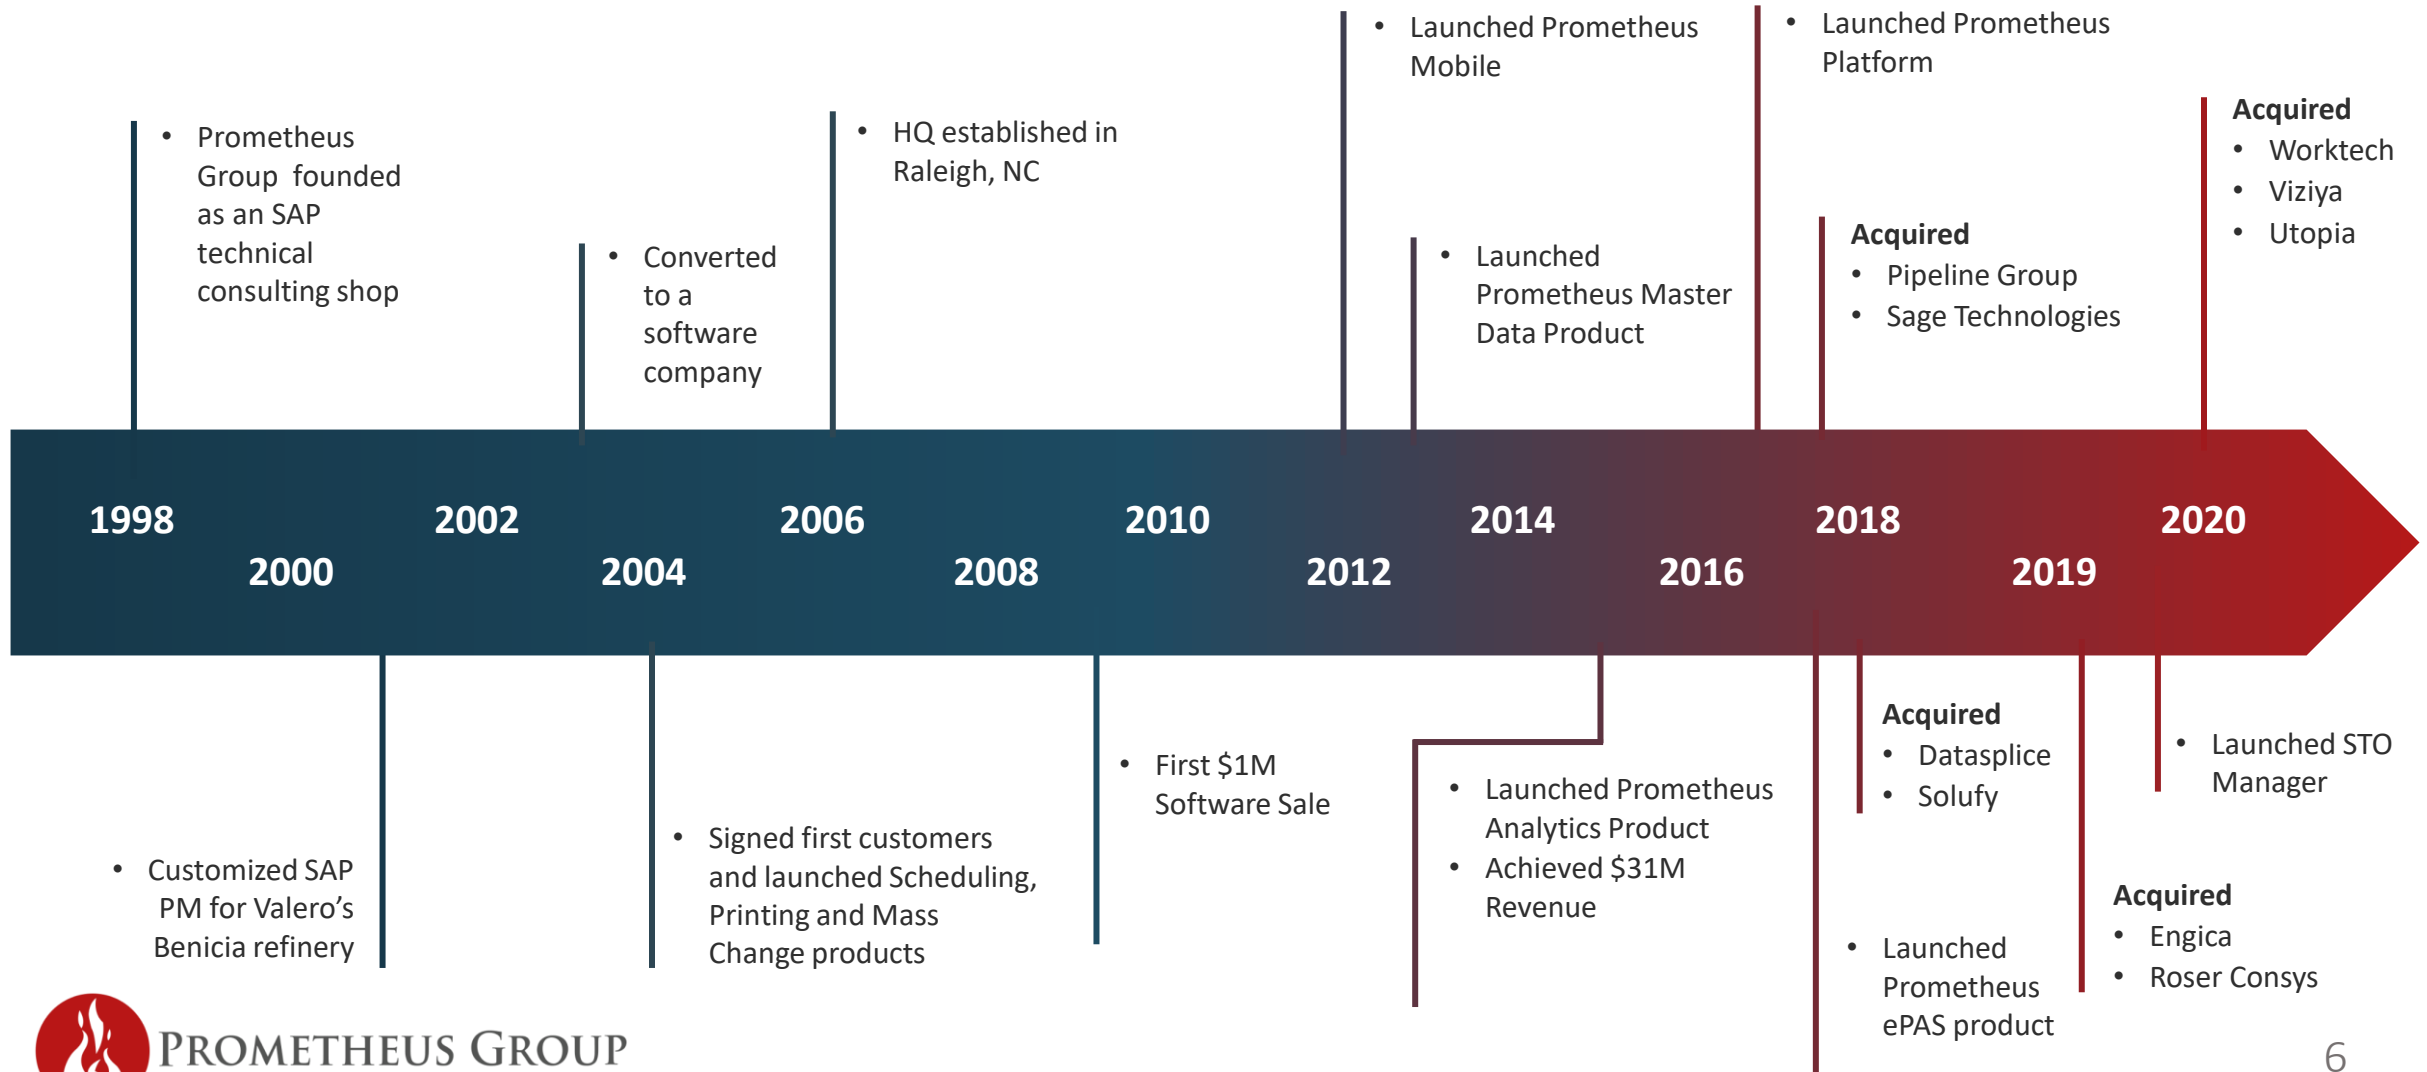 • Prometheus
Group  founded
as an SAP
technical
consulting shop
• Converted
to a
software
company
• HQ established in
Raleigh, NC
• Launched Prometheus
Mobile
• Launched
Prometheus Master
Data Product
• Launched Prometheus
Platform
Acquired
• Pipeline Group
• Sage Technologies
Acquired
• Worktech
• Viziya
• Utopia
1998
2000
2002
2004
2006
2008
2010
2012
2014
2016
2018
2019
2020
• Customized SAP
PM for Valero’s
Benicia refinery
• Signed first customers
and launched Scheduling,
Printing and Mass
Change products
• First $1M
Software Sale
• Launched Prometheus
Analytics Product
• Achieved $31M
Revenue
• Launched
Prometheus
ePAS product
Acquired
• Datasplice
• Solufy
Acquired
• Engica
• Roser Consys
• Launched STO
Manager
PROMETHEUS GROUP
6